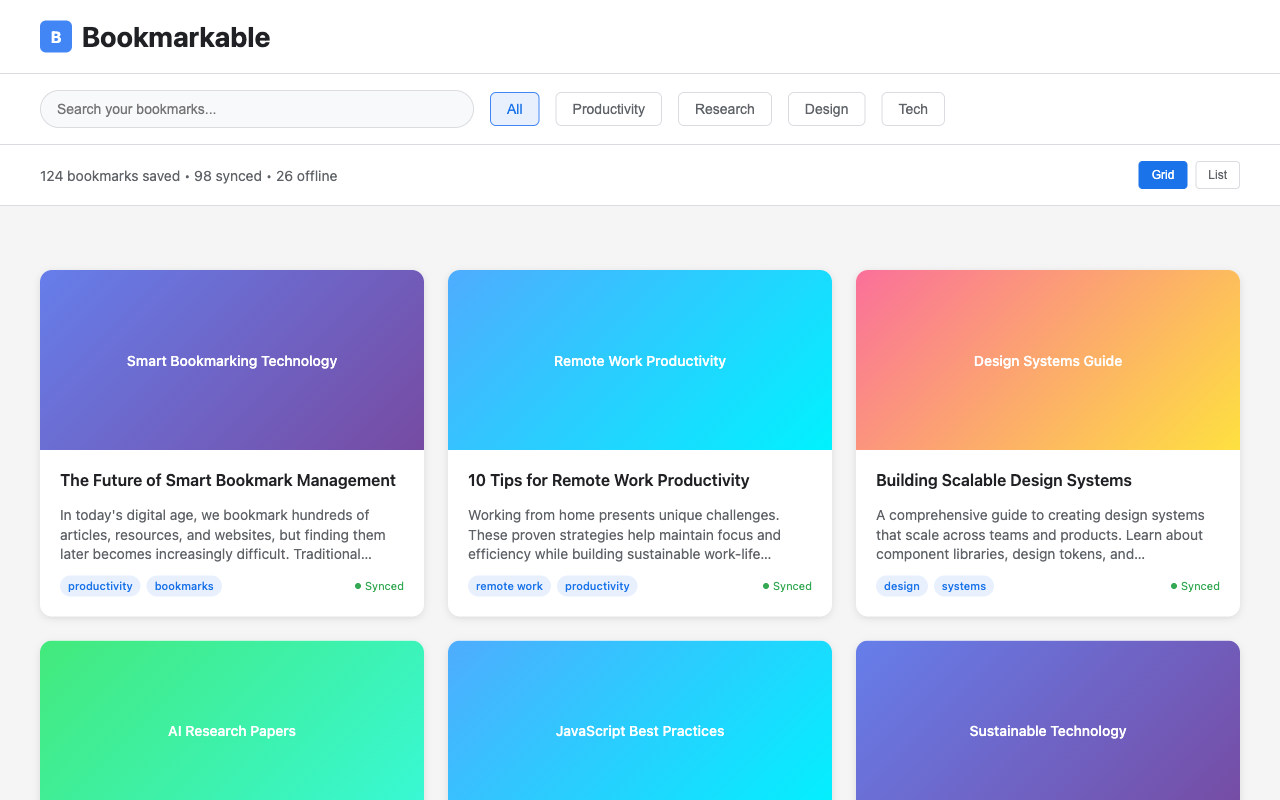 B Bookmarkable
Search your bookmarks...
All
Productivity
Research
Design
Tech
124 bookmarks saved • 98 synced • 26 offline
Grid
List
Smart Bookmarking Technology
The Future of Smart Bookmark Management
In today's digital age, we bookmark hundreds of
articles, resources, and websites, but finding them
later becomes increasingly difficult. Traditional...
productivity
bookmarks
Synced
Remote Work Productivity
10 Tips for Remote Work Productivity
Working from home presents unique challenges.
These proven strategies help maintain focus and
efficiency while building sustainable work-life...
remote work
productivity
Synced
Design Systems Guide
Building Scalable Design Systems
A comprehensive guide to creating design systems
that scale across teams and products. Learn about
component libraries, design tokens, and...
design
systems
Synced
AI Research Papers
JavaScript Best Practices
Sustainable Technology